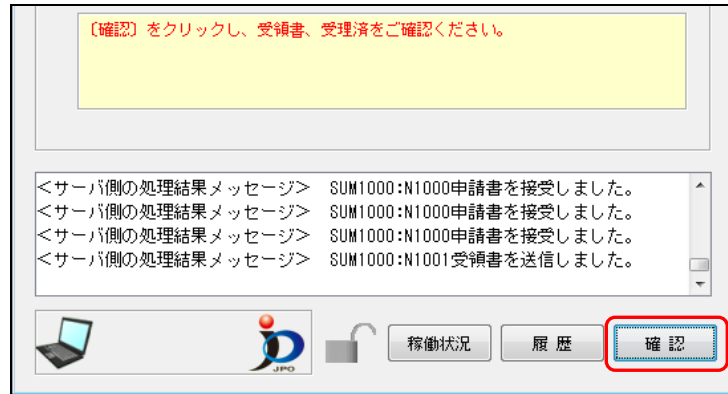 〔確認〕をクリックし、受領書、受理済をご確認ください。
＜サーバ側の処理結果メッセージ＞　SUM1000:N1000申請書を接受しました。
＜サーバ側の処理結果メッセージ＞　SUM1000:N1000申請書を接受しました。
＜サーバ側の処理結果メッセージ＞　SUM1000:N1000申請書を接受しました。
＜サーバ側の処理結果メッセージ＞　SUM1000:N1001受領書を送信しました。
JPO
稼働状況
履 歴
確 認